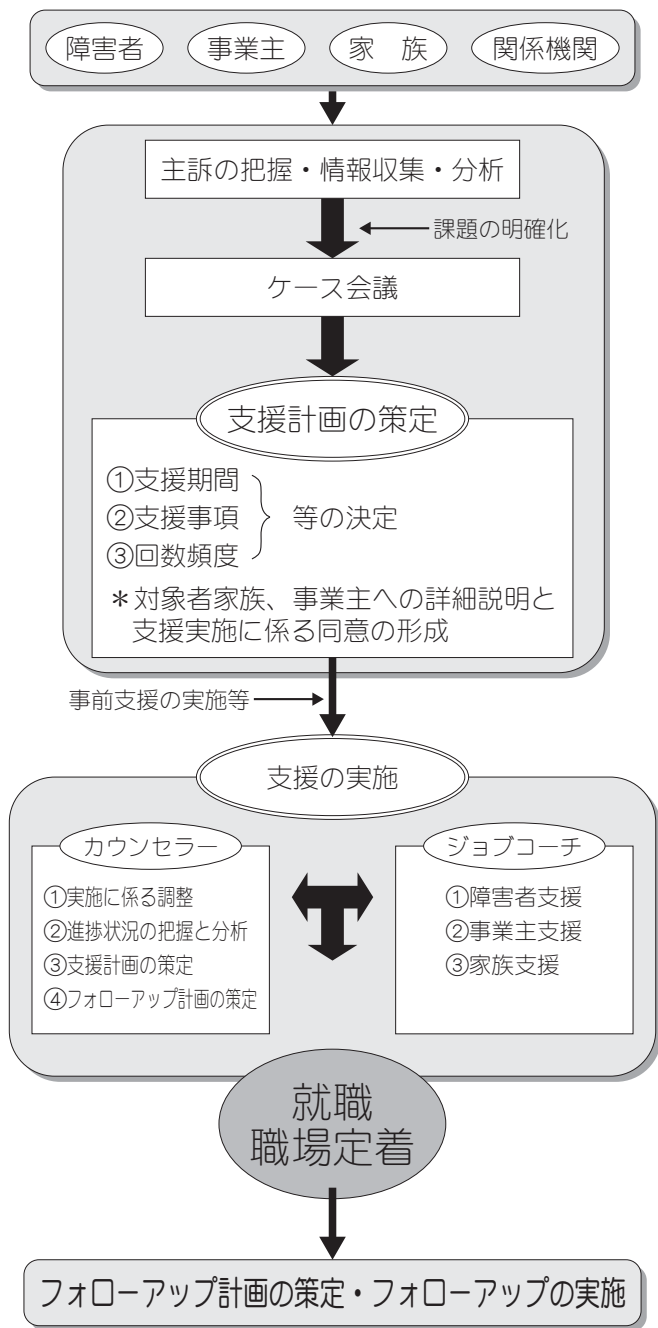 障害者
事業主
家　族
関係機関
主訴の把握・情報収集・分析
課題の明確化
ケース会議
支援計画の策定
①支援期間
②支援事項
③回数頻度
等の決定
＊対象者家族、事業主への詳細説明と
支援実施に係る同意の形成
事前支援の実施等
支援の実施
カウンセラー
①実施に係る調整
②進捗状況の把握と分析
③支援計画の策定
④フォローアップ計画の策定
ジョブコーチ
①障害者支援
②事業主支援
③家族支援
就職
職場定着
フォローアップ計画の策定・フォローアップの実施